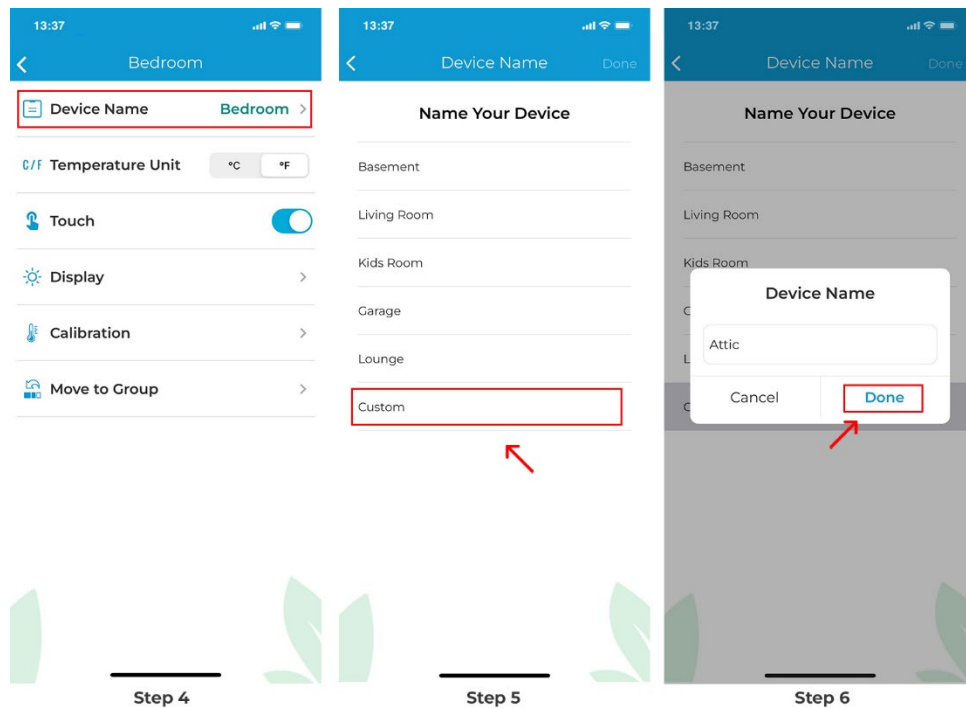 13:37
Bedroom
Device Name Bedroom
C/F Temperature Unit °C °F
Touch
Display
Calibration
Move to Group
Step 4
13:37
Device Name Done
Name Your Device
Basement
Living Room
Kids Room
Garage
Lounge
Custom
Step 5
13:37
Device Name Done
Name Your Device
Basement
Living Room
Kids Room
Device Name
Attic
Cancel Done
Step 6